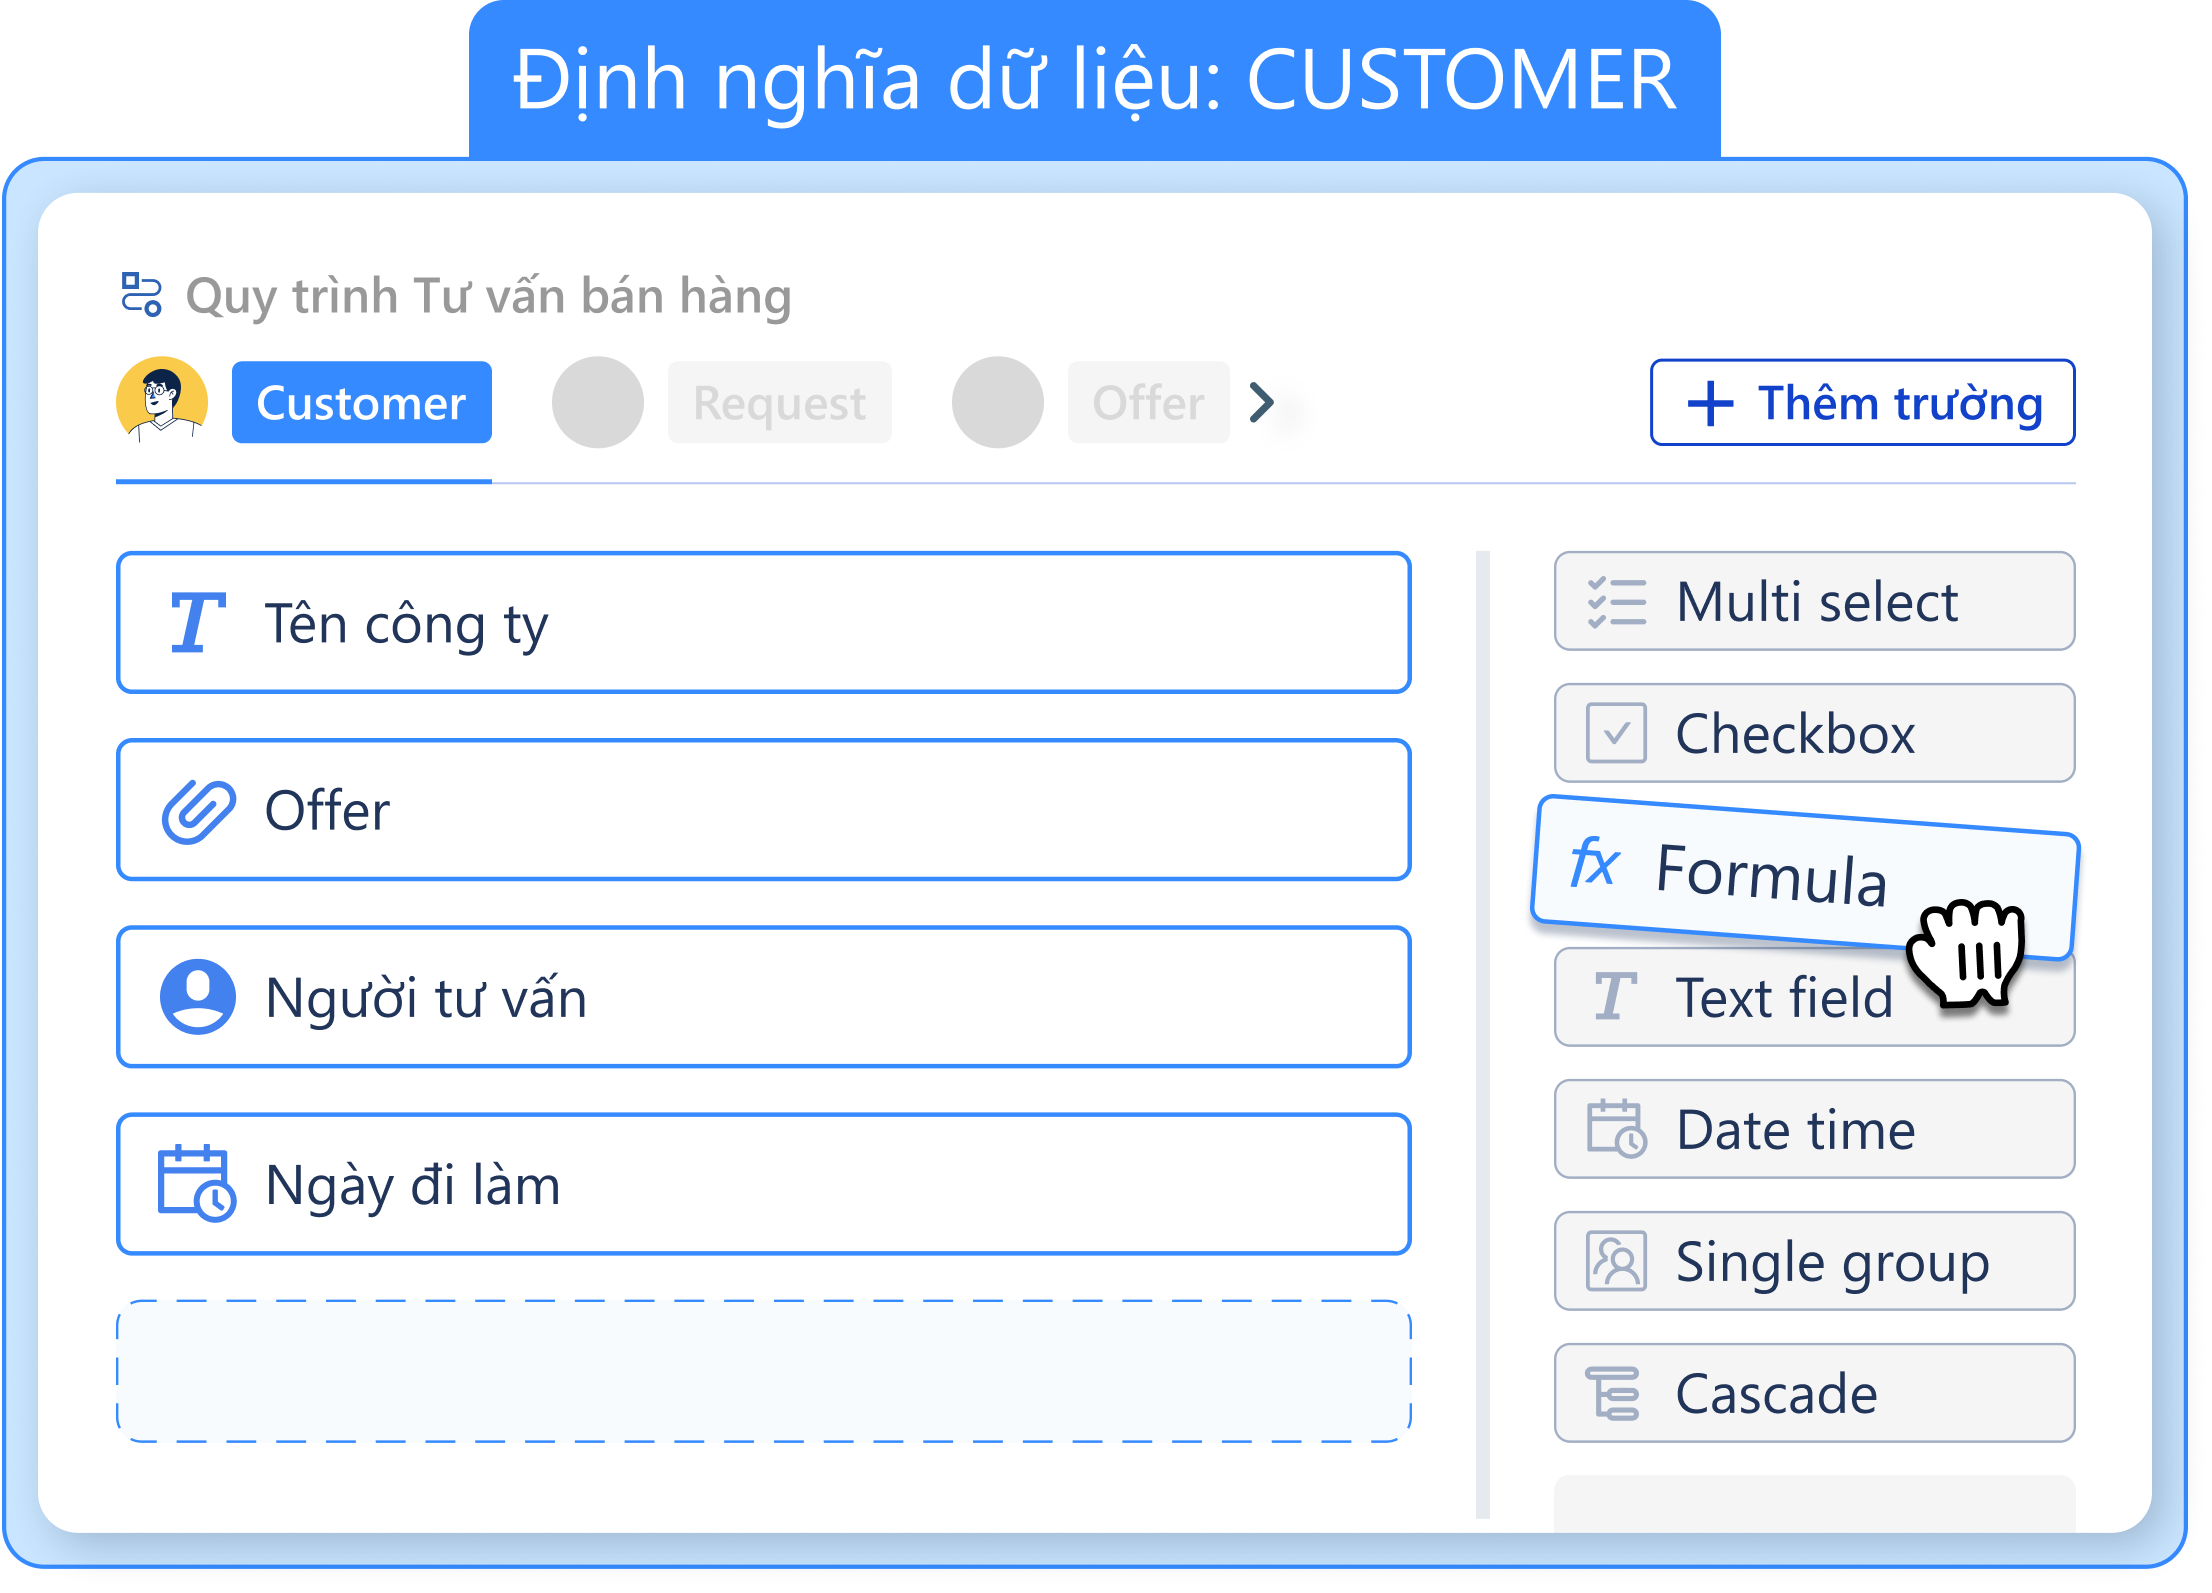 Định nghĩa dữ liệu: CUSTOMER
Quy trình Tư vấn bán hàng
Customer
Request
Offer
Thêm trường
Tên công ty
Offer
Người tư vấn
Ngày đi làm
Multi select
Checkbox
fx Formula
Text field
Date time
Single group
Cascade